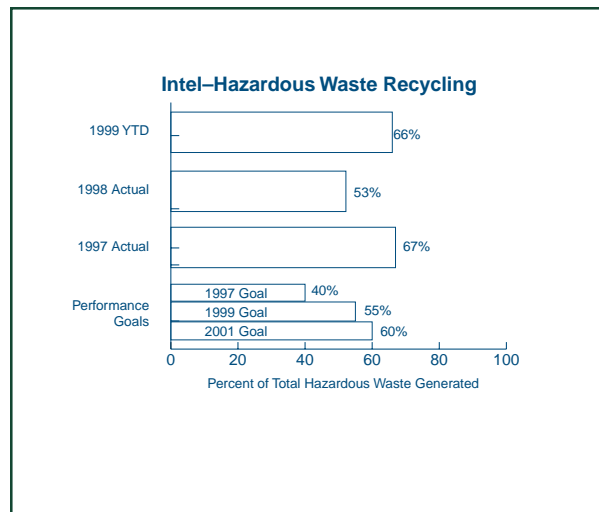 Intel–Hazardous Waste Recycling
1999 YTD
66%
1998 Actual
53%
1997 Actual
67%
Performance
Goals
1997 Goal 40%
1999 Goal 55%
2001 Goal 60%
0 20 40 60 80 100
Percent of Total Hazardous Waste Generated